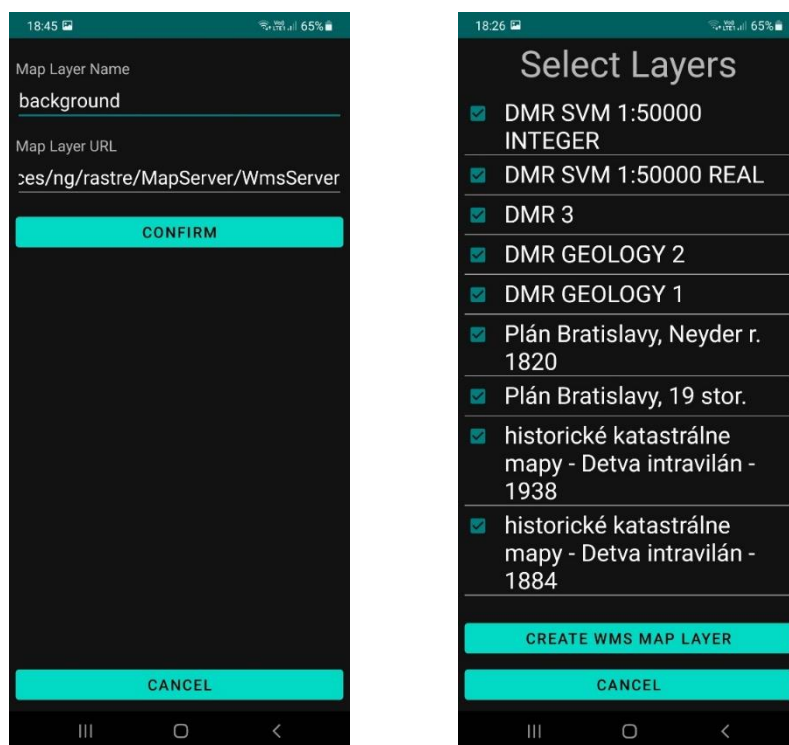 18:45 65%
Map Layer Name
background
Map Layer URL
ces/ng/rastre/MapServer/WmsServer
CONFIRM
CANCEL
18:26 65%
Select Layers
DMR SVM 1:50000
INTEGER
DMR SVM 1:50000 REAL
DMR 3
DMR GEOLOGY 2
DMR GEOLOGY 1
Plán Bratislavy, Neyder r.
1820
Plán Bratislavy, 19 stor.
historické katastrálne
mapy - Detva intravilán -
1938
historické katastrálne
mapy - Detva intravilán -
1884
CREATE WMS MAP LAYER
CANCEL